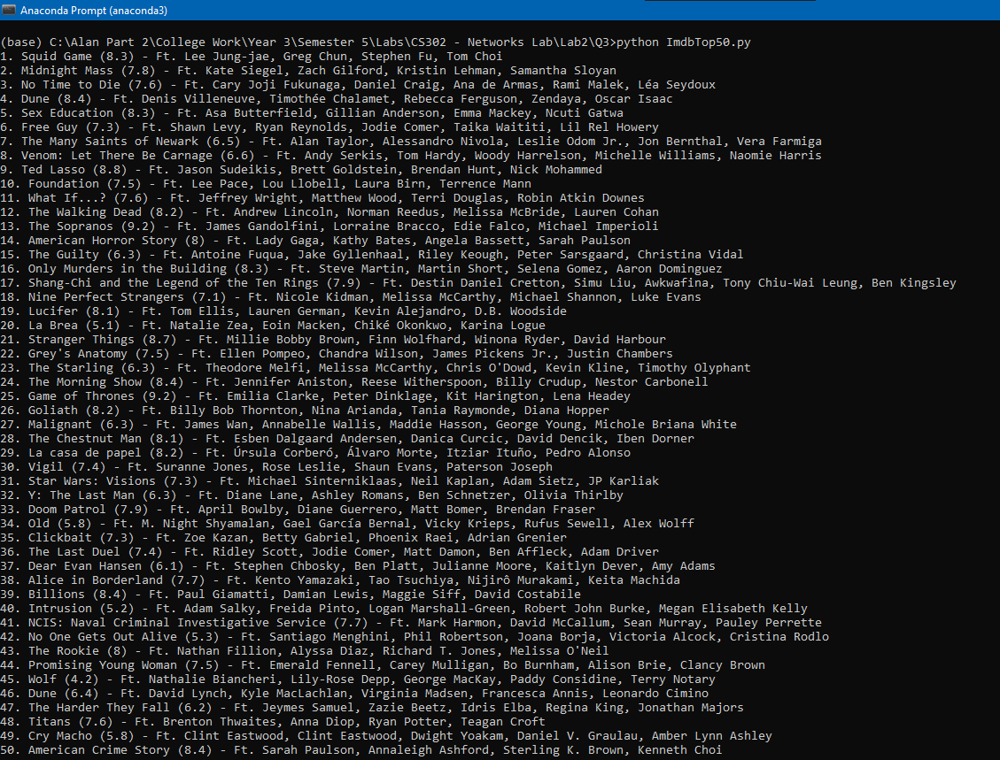 Anaconda Prompt (anaconda3)
(base) C:\Alan Part 2\College Work\Year 3\Semester 5\Labs\CS302 - Networks Lab\Lab2\Q3>python ImdbTop50.py
1. Squid Game (8.3) - Ft. Lee Jung-jae, Greg Chun, Stephen Fu, Tom Choi
2. Midnight Mass (7.8) - Ft. Kate Siegel, Zach Gilford, Kristin Lehman, Samantha Sloyan
3. No Time to Die (7.6) - Ft. Cary Joji Fukunaga, Daniel Craig, Ana de Armas, Rami Malek, Léa Seydoux
4. Dune (8.4) - Ft. Denis Villeneuve, Timothée Chalamet, Rebecca Ferguson, Zendaya, Oscar Isaac
5. Sex Education (8.3) - Ft. Asa Butterfield, Gillian Anderson, Emma Mackey, Ncuti Gatwa
6. Free Guy (7.3) - Ft. Shawn Levy, Ryan Reynolds, Jodie Comer, Taika Waititi, Lil Rel Howery
7. The Many Saints of Newark (6.5) - Ft. Alan Taylor, Alessandro Nivola, Leslie Odom Jr., Jon Bernthal, Vera Farmiga
8. Venom: Let There Be Carnage (6.6) - Ft. Andy Serkis, Tom Hardy, Woody Harrelson, Michelle Williams, Naomie Harris
9. Ted Lasso (8.8) - Ft. Jason Sudeikis, Brett Goldstein, Brendan Hunt, Nick Mohammed
10. Foundation (7.5) - Ft. Lee Pace, Lou Llobell, Laura Birn, Terrence Mann
11. What If...? (7.6) - Ft. Jeffrey Wright, Matthew Wood, Terri Douglas, Robin Atkin Downes
12. The Walking Dead (8.2) - Ft. Andrew Lincoln, Norman Reedus, Melissa McBride, Lauren Cohan
13. The Sopranos (9.2) - Ft. James Gandolfini, Lorraine Bracco, Edie Falco, Michael Imperioli
14. American Horror Story (8) - Ft. Lady Gaga, Kathy Bates, Angela Bassett, Sarah Paulson
15. The Guilty (6.3) - Ft. Antoine Fuqua, Jake Gyllenhaal, Riley Keough, Peter Sarsgaard, Christina Vidal
16. Only Murders in the Building (8.3) - Ft. Steve Martin, Martin Short, Selena Gomez, Aaron Dominguez
17. Shang-Chi and the Legend of the Ten Rings (7.9) - Ft. Destin Daniel Cretton, Simu Liu, Awkwafina, Tony Chiu-Wai Leung, Ben Kingsley
18. Nine Perfect Strangers (7.1) - Ft. Nicole Kidman, Melissa McCarthy, Michael Shannon, Luke Evans
19. Lucifer (8.1) - Ft. Tom Ellis, Lauren German, Kevin Alejandro, D.B. Woodside
20. La Brea (5.1) - Ft. Natalie Zea, Eoin Macken, Chiké Okonkwo, Karina Logue
21. Stranger Things (8.7) - Ft. Millie Bobby Brown, Finn Wolfhard, Winona Ryder, David Harbour
22. Grey's Anatomy (7.5) - Ft. Ellen Pompeo, Chandra Wilson, James Pickens Jr., Justin Chambers
23. The Starling (6.3) - Ft. Theodore Melfi, Melissa McCarthy, Chris O'Dowd, Kevin Kline, Timothy Olyphant
24. The Morning Show (8.4) - Ft. Jennifer Aniston, Reese Witherspoon, Billy Crudup, Nestor Carbonell
25. Game of Thrones (9.2) - Ft. Emilia Clarke, Peter Dinklage, Kit Harington, Lena Headey
26. Goliath (8.2) - Ft. Billy Bob Thornton, Nina Arianda, Tania Raymonde, Diana Hopper
27. Malignant (6.3) - Ft. James Wan, Annabelle Wallis, Maddie Hasson, George Young, Michole Briana White
28. The Chestnut Man (8.1) - Ft. Esben Dalgaard Andersen, Danica Curcic, David Dencik, Iben Dorner
29. La casa de papel (8.2) - Ft. Úrsula Corberó, Álvaro Morte, Itziar Ituño, Pedro Alonso
30. Vigil (7.4) - Ft. Suranne Jones, Rose Leslie, Shaun Evans, Paterson Joseph
31. Star Wars: Visions (7.3) - Ft. Michael Sinterniklaas, Neil Kaplan, Adam Sietz, JP Karliak
32. Y: The Last Man (6.3) - Ft. Diane Lane, Ashley Romans, Ben Schnetzer, Olivia Thirlby
33. Doom Patrol (7.9) - Ft. April Bowlby, Diane Guerrero, Matt Bomer, Brendan Fraser
34. Old (5.8) - Ft. M. Night Shyamalan, Gael García Bernal, Vicky Krieps, Rufus Sewell, Alex Wolff
35. Clickbait (7.3) - Ft. Zoe Kazan, Betty Gabriel, Phoenix Raei, Adrian Grenier
36. The Last Duel (7.4) - Ft. Ridley Scott, Jodie Comer, Matt Damon, Ben Affleck, Adam Driver
37. Dear Evan Hansen (6.1) - Ft. Stephen Chbosky, Ben Platt, Julianne Moore, Kaitlyn Dever, Amy Adams
38. Alice in Borderland (7.7) - Ft. Kento Yamazaki, Tao Tsuchiya, Nijirô Murakami, Keita Machida
39. Billions (8.4) - Ft. Paul Giamatti, Damian Lewis, Maggie Siff, David Costabile
40. Intrusion (5.2) - Ft. Adam Salky, Freida Pinto, Logan Marshall-Green, Robert John Burke, Megan Elisabeth Kelly
41. NCIS: Naval Criminal Investigative Service (7.7) - Ft. Mark Harmon, David McCallum, Sean Murray, Pauley Perrette
42. No One Gets Out Alive (5.3) - Ft. Santiago Menghini, Phil Robertson, Joana Borja, Victoria Alcock, Cristina Rodlo
43. The Rookie (8) - Ft. Nathan Fillion, Alyssa Diaz, Richard T. Jones, Melissa O'Neil
44. Promising Young Woman (7.5) - Ft. Emerald Fennell, Carey Mulligan, Bo Burnham, Alison Brie, Clancy Brown
45. Wolf (4.2) - Ft. Nathalie Biancheri, Lily-Rose Depp, George MacKay, Paddy Considine, Terry Notary
46. Dune (6.4) - Ft. David Lynch, Kyle MacLachlan, Virginia Madsen, Francesca Annis, Leonardo Cimino
47. The Harder They Fall (6.2) - Ft. Jeymes Samuel, Zazie Beetz, Idris Elba, Regina King, Jonathan Majors
48. Titans (7.6) - Ft. Brenton Thwaites, Anna Diop, Ryan Potter, Teagan Croft
49. Cry Macho (5.8) - Ft. Clint Eastwood, Clint Eastwood, Dwight Yoakam, Daniel V. Graulau, Amber Lynn Ashley
50. American Crime Story (8.4) - Ft. Sarah Paulson, Annaleigh Ashford, Sterling K. Brown, Kenneth Choi